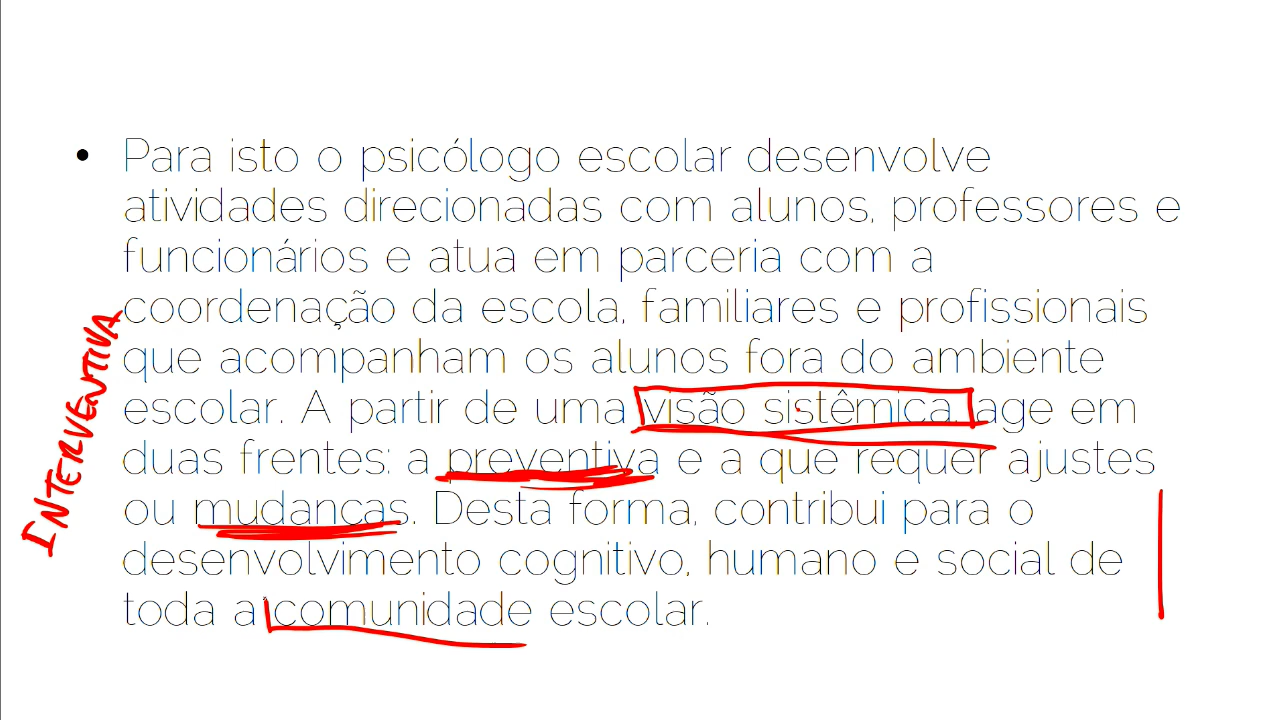 • Para isto o psicólogo escolar desenvolve
atividades direcionadas com alunos, professores e
funcionários e atua em parceria com a
coordenação da escola, familiares e profissionais
que acompanham os alunos fora do ambiente
escolar. A partir de uma visão sistêmica, age em
duas frentes: a preventiva e a que requer ajustes
ou mudanças. Desta forma, contribui para o
desenvolvimento cognitivo, humano e social de
toda a comunidade escolar.
INTERVENTIVA